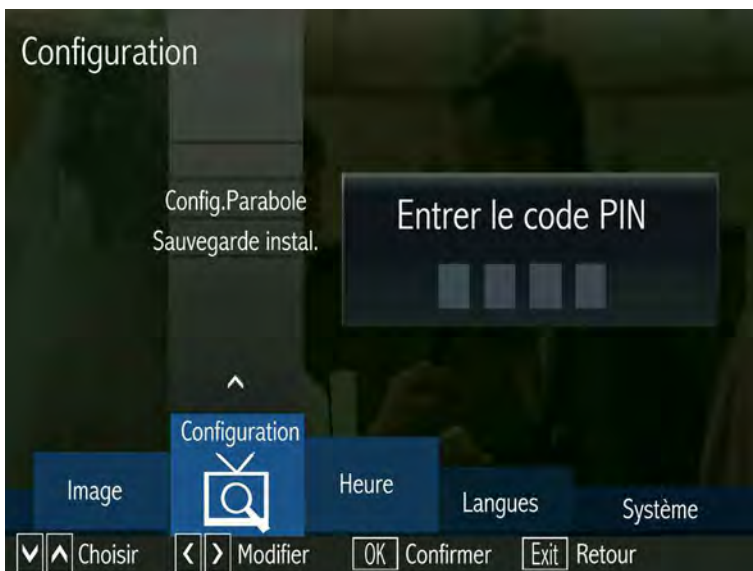 Configuration
Config.Parabole
Sauvegarde instal.
Entrer le code PIN
Configuration
Image
Heure
Langues
Système
Choisir
Modifier
OK Confirmer
Exit Retour